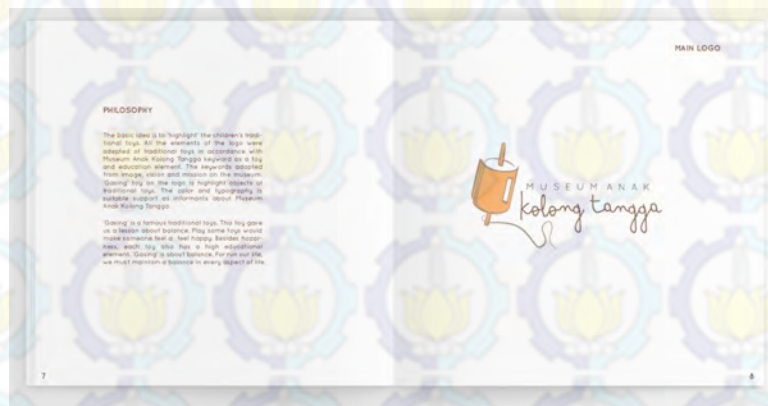 PHILOSOPHY
The basic idea is to 'highlight' the children's tradi-
tional toys. All the elements of the logo were
adapted of traditional toys in accordance with
Museum Anak Kolong Tangga keyword as a toy
and education element. The keywords adopted
from image, vision and mission on the museum.
'Gasing' toy on the logo is highlight aspects of
traditional toys. The color and typography is
suitable support as informants about Museum
Anak Kolong Tangga.
'Gasing' is a famous traditional toys. This toy gave
us a lesson about balance. Play some toys would
make someone feel a feel happy. Besides happi-
ness, each toy also has a high educational
element. 'Gasing' is about balance. For run our life,
we must maintain a balance in every aspect of life.
7
MAIN LOGO
MUSEUM ANAK
kolong tangga
8